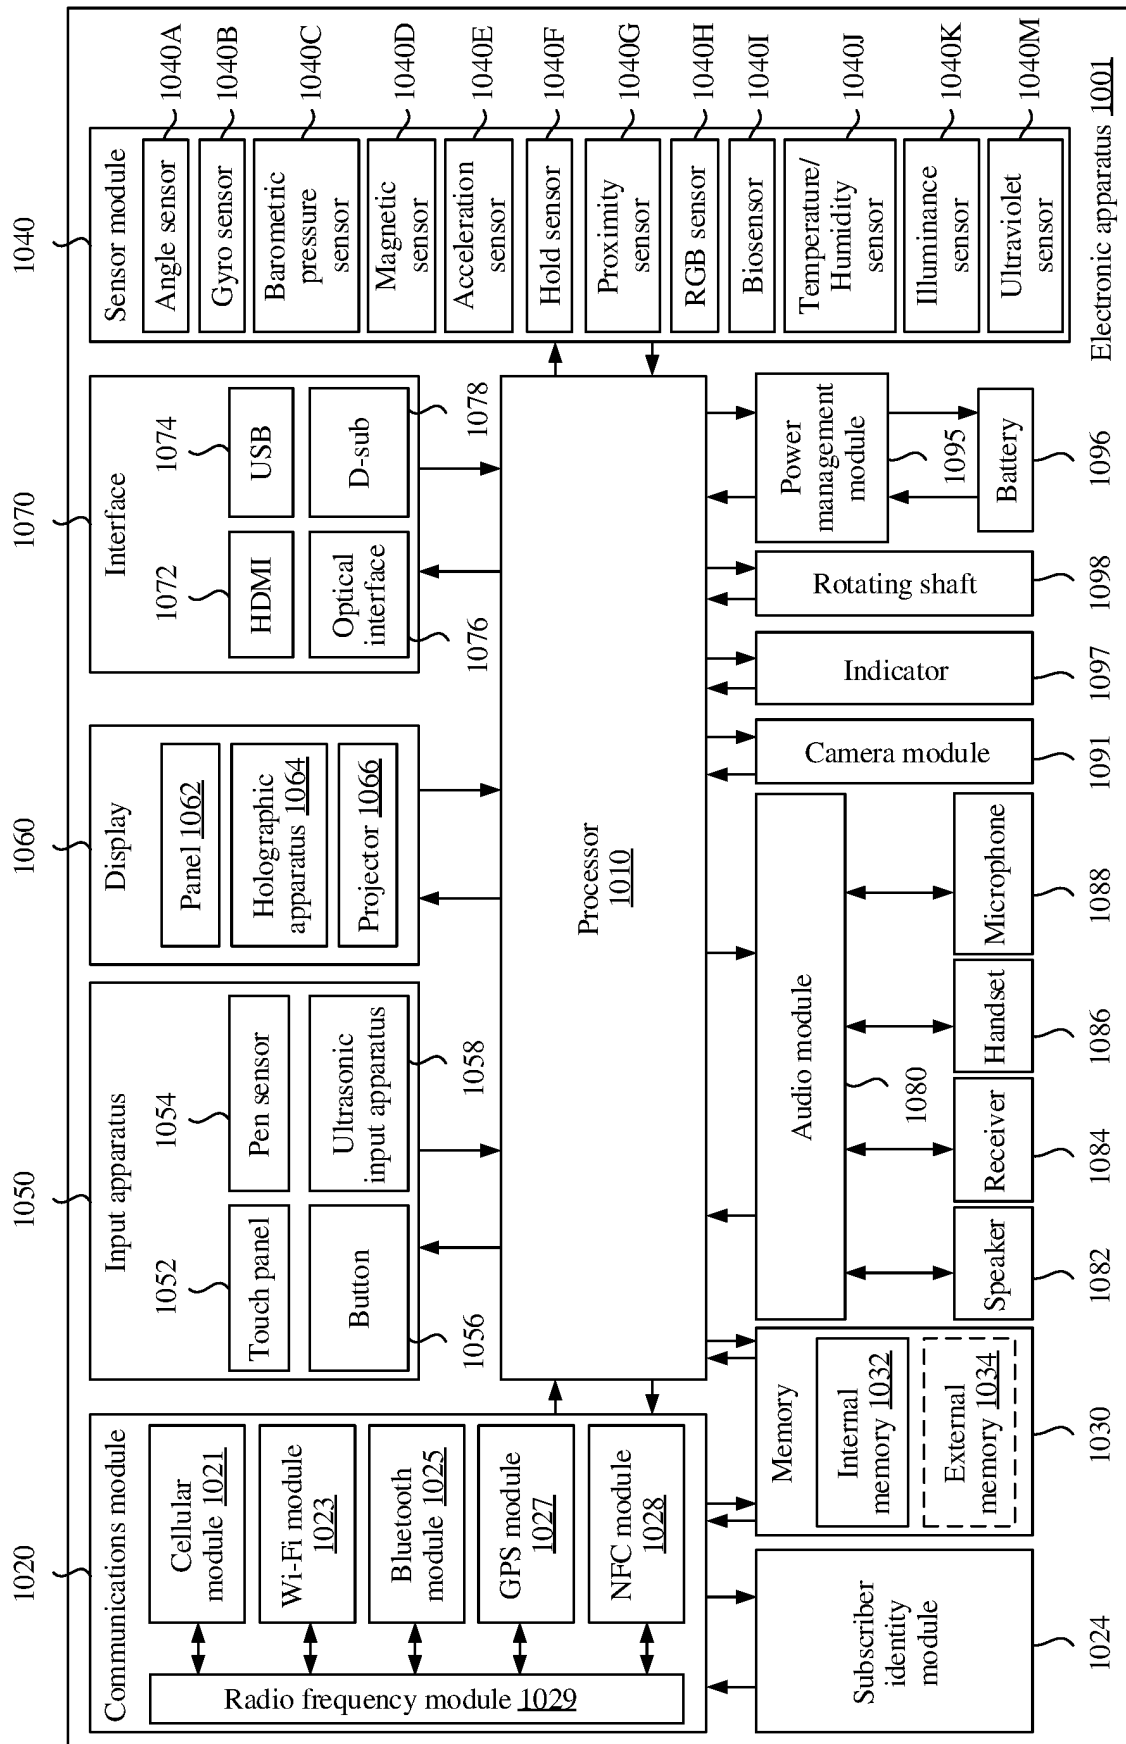 1020
1050
1060
1070
1040
Communications module
Cellular
module 1021
Wi-Fi module
1023
Bluetooth
module 1025
GPS module
1027
NFC module
1028
Radio frequency module 1029
Input apparatus
1052
1054
Touch panel
Pen sensor
Button
Ultrasonic
input apparatus
1056
1058
Display
Panel 1062
Holographic
apparatus 1064
Projector 1066
Interface
1072
1074
HDMI
USB
Optical
interface
D-sub
1076
1078
Sensor module
Angle sensor
1040A
Gyro sensor
1040B
Barometric
pressure
sensor
1040C
Magnetic
sensor
1040D
Acceleration
sensor
1040E
Hold sensor
1040F
Proximity
sensor
1040G
RGB sensor
1040H
Biosensor
1040I
Temperature/
Humidity
sensor
1040J
Illuminance
sensor
1040K
Ultraviolet
sensor
1040M
Processor
1010
Subscriber
identity
module
1024
Memory
Internal
memory 1032
External
memory 1034
1030
Audio module
1080
Speaker
1082
Receiver
1084
Handset
1086
Microphone
1088
Camera module
1091
Indicator
1097
Rotating shaft
1098
Power
management
module
1095
Battery
1096
Electronic apparatus 1001